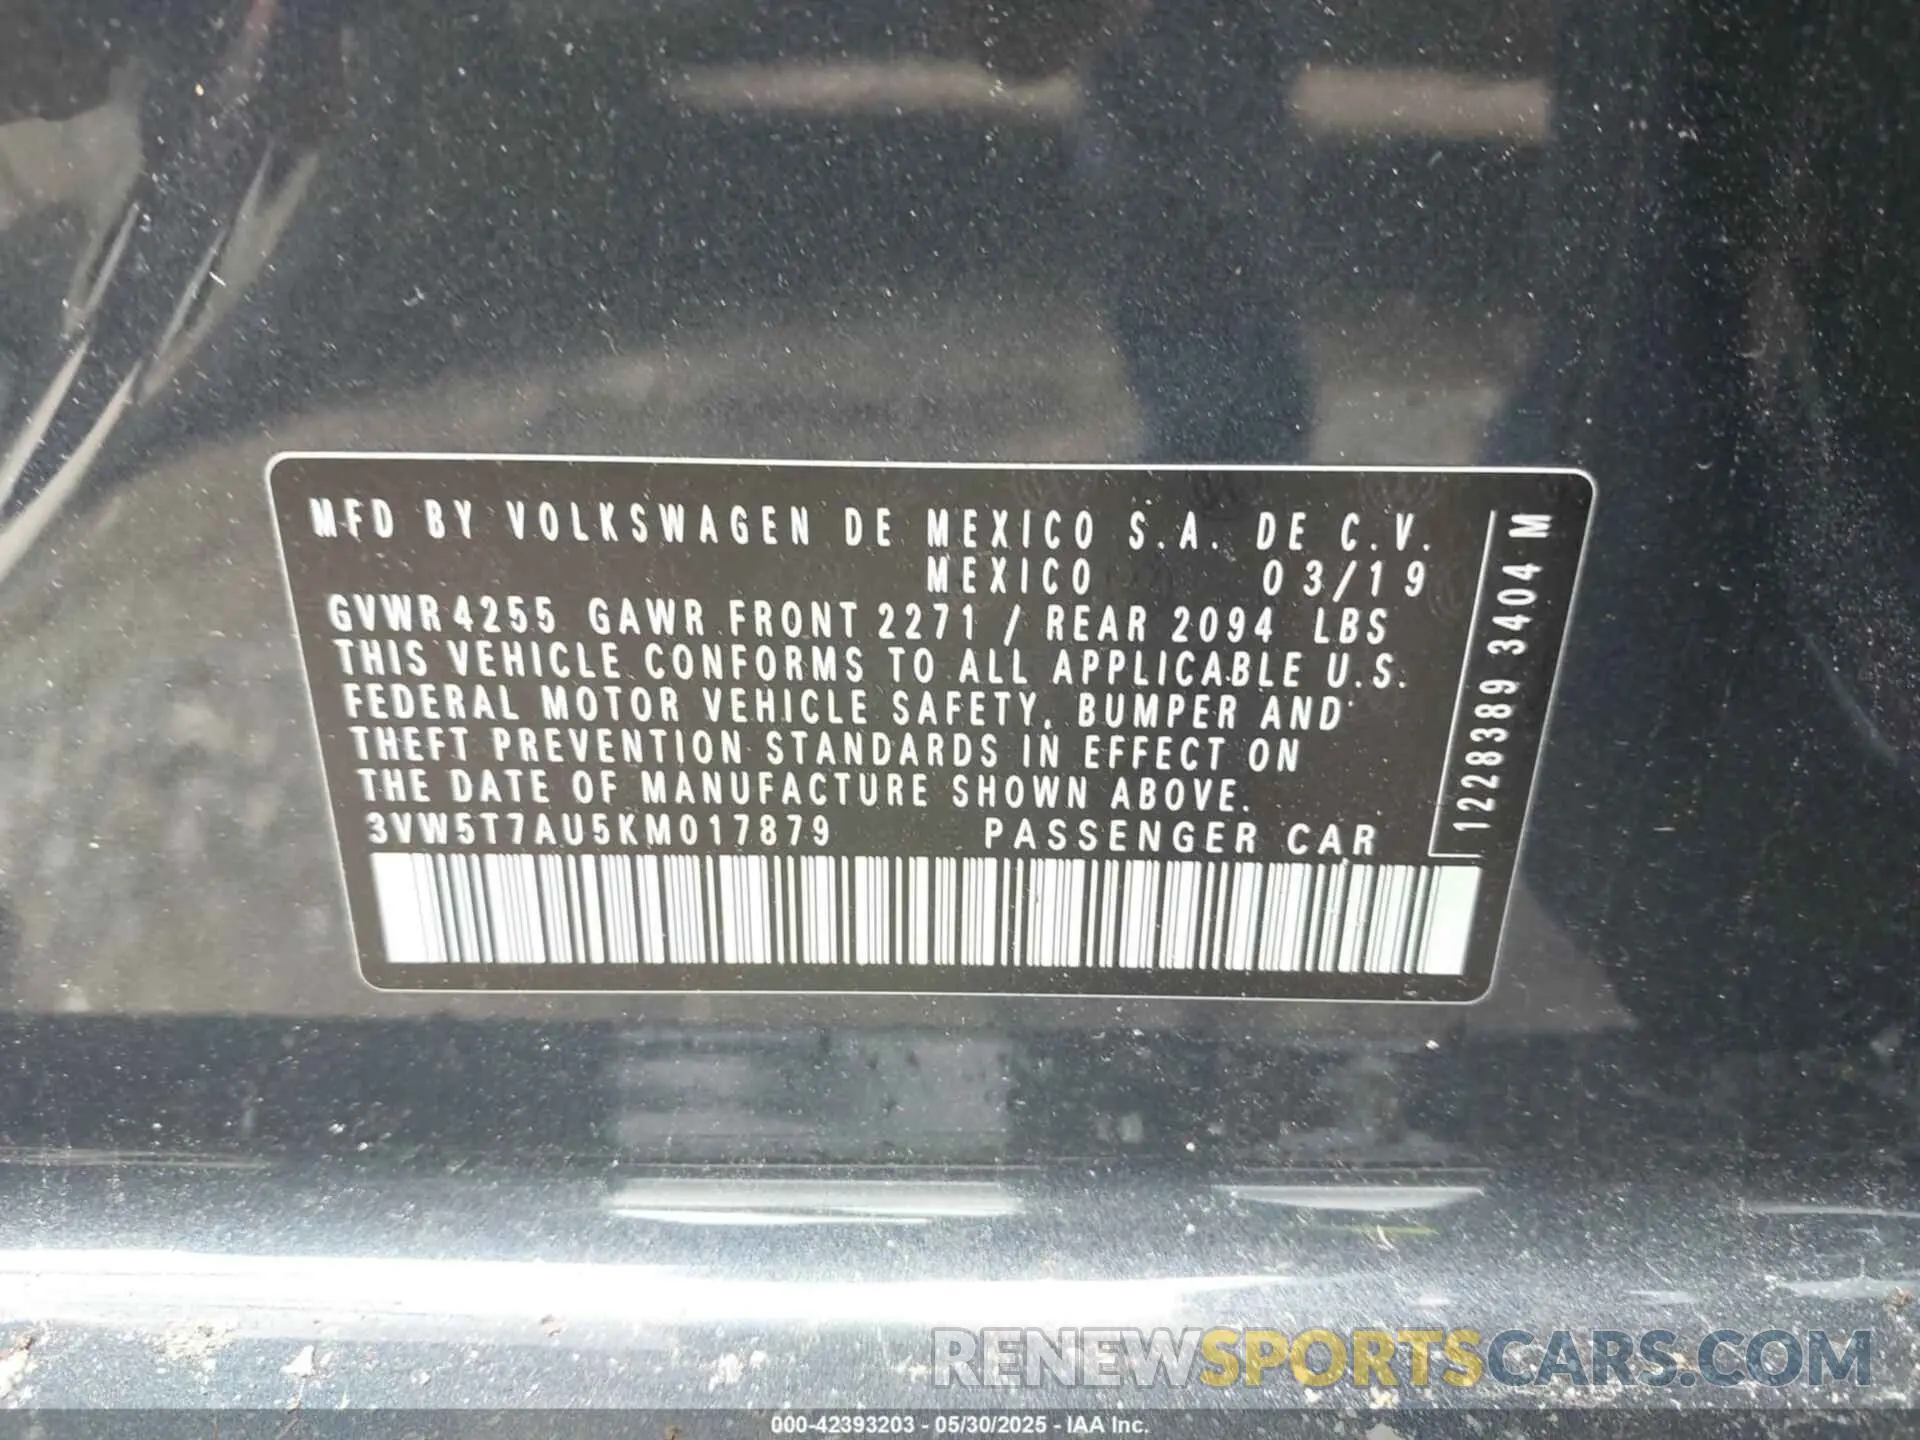 MFD BY VOLKSWAGEN DE MEXICO S.A. DE C.V.
MEXICO 03/19
GVWR 4255 GAWR FRONT 2271 / REAR 2094 LBS
THIS VEHICLE CONFORMS TO ALL APPLICABLE U.S.
FEDERAL MOTOR VEHICLE SAFETY, BUMPER AND
THEFT PREVENTION STANDARDS IN EFFECT ON
THE DATE OF MANUFACTURE SHOWN ABOVE.
3VW5T7AU5KM017879 PASSENGER CAR
1228389 3404 M
RENEWSPORTSCARS.COM
000-42393203 - 05/30/2025 - IAA Inc.